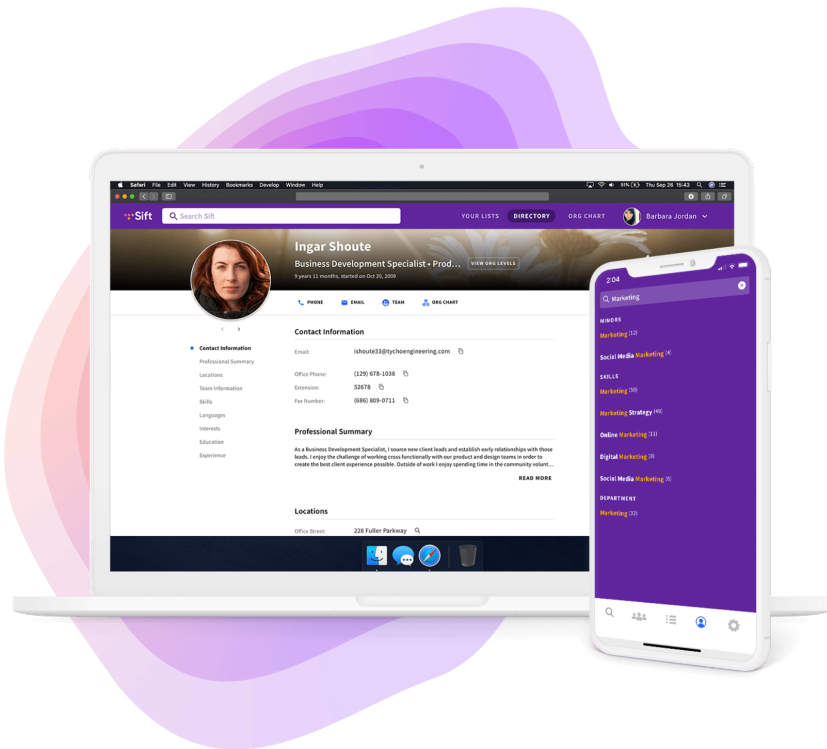 Safari File Edit View History Bookmarks Develop Window Help
91% Thu Sep 26 15:43
Sift
Search Sift
YOUR LISTS DIRECTORY ORG CHART Barbara Jordan
Ingar Shoute
Business Development Specialist • Prod... VIEW ORG LEVELS
9 years 11 months, started on Oct 20, 2009
PHONE EMAIL TEAM ORG CHART
Contact Information
Professional Summary
Locations
Team Information
Skills
Languages
Interests
Education
Experience
Contact Information
Email: ishoute33@tychoengineering.com
Office Phone: (129) 678-1038
Extension: 52678
Fax Number: (686) 809-0711
Professional Summary
As a Business Development Specialist, I source new client leads and establish early relationships with those
leads. I enjoy the challenge of working cross functionally with our product and design teams in order to
create the best client experience possible. Outside of work I enjoy spending time in the community volunt...
READ MORE
Locations
Office Street: 228 Fuller Parkway
2:04
Marketing
MINORS
Marketing (12)
Social Media Marketing (4)
SKILLS
Marketing (50)
Marketing Strategy (40)
Online Marketing (11)
Digital Marketing (8)
Social Media Marketing (5)
DEPARTMENT
Marketing (32)